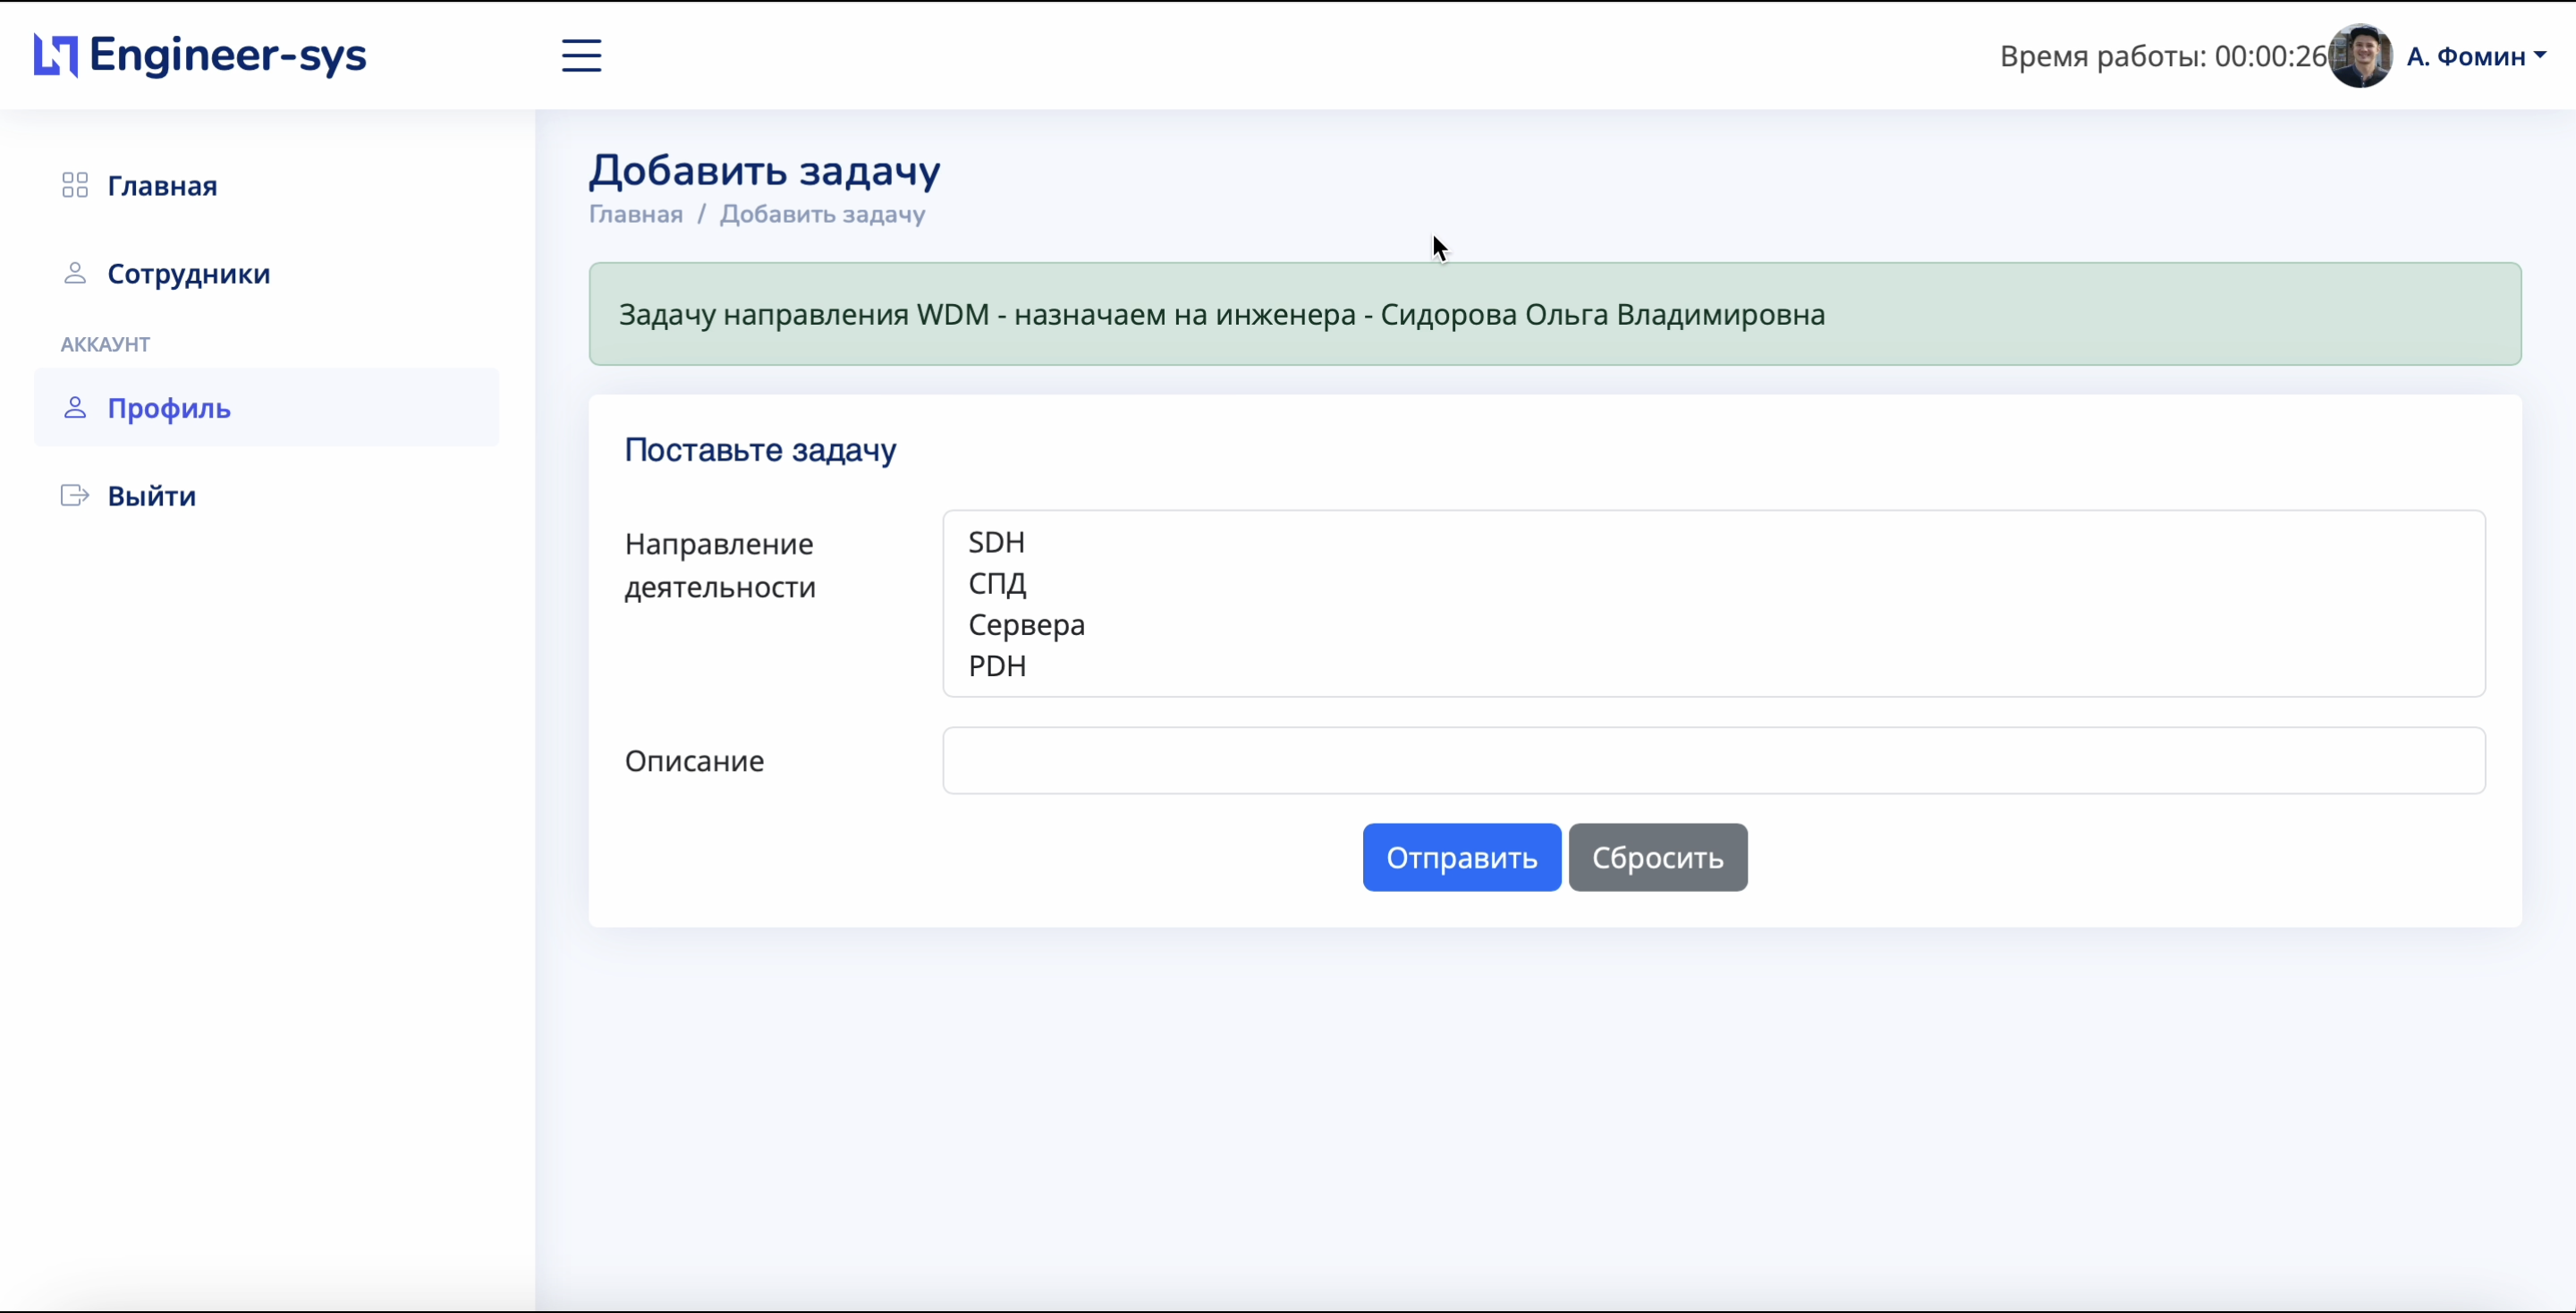 Engineer-sys
Время работы: 00:00:26
А. Фомин
Главная
Сотрудники
АККАУНТ
Профиль
Выйти
Добавить задачу
Главная / Добавить задачу
Задачу направления WDM - назначаем на инженера - Сидорова Ольга Владимировна
Поставьте задачу
Направление
деятельности
SDH
СПД
Сервера
PDH
Описание
Отправить
Сбросить